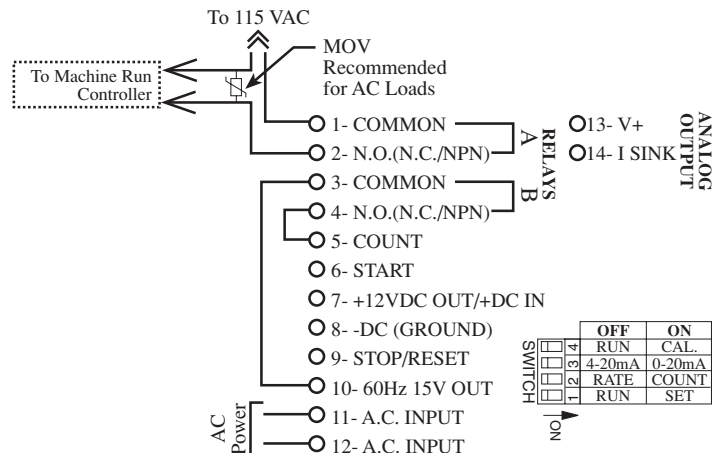 To 115 VAC
To Machine Run
Controller
MOV
Recommended
for AC Loads
1- COMMON
2- N.O.(N.C./NPN)
3- COMMON
4- N.O.(N.C./NPN)
5- COUNT
6- START
7- +12VDC OUT/+DC IN
8- -DC (GROUND)
9- STOP/RESET
10- 60Hz 15V OUT
11- A.C. INPUT
12- A.C. INPUT
AC
Power
A
B
RELAYS
13- V+
14- I SINK
ANALOG
OUTPUT
SWITCH
OFF ON
4 RUN CAL.
3 4-20mA 0-20mA
2 RATE COUNT
1 RUN SET
ON